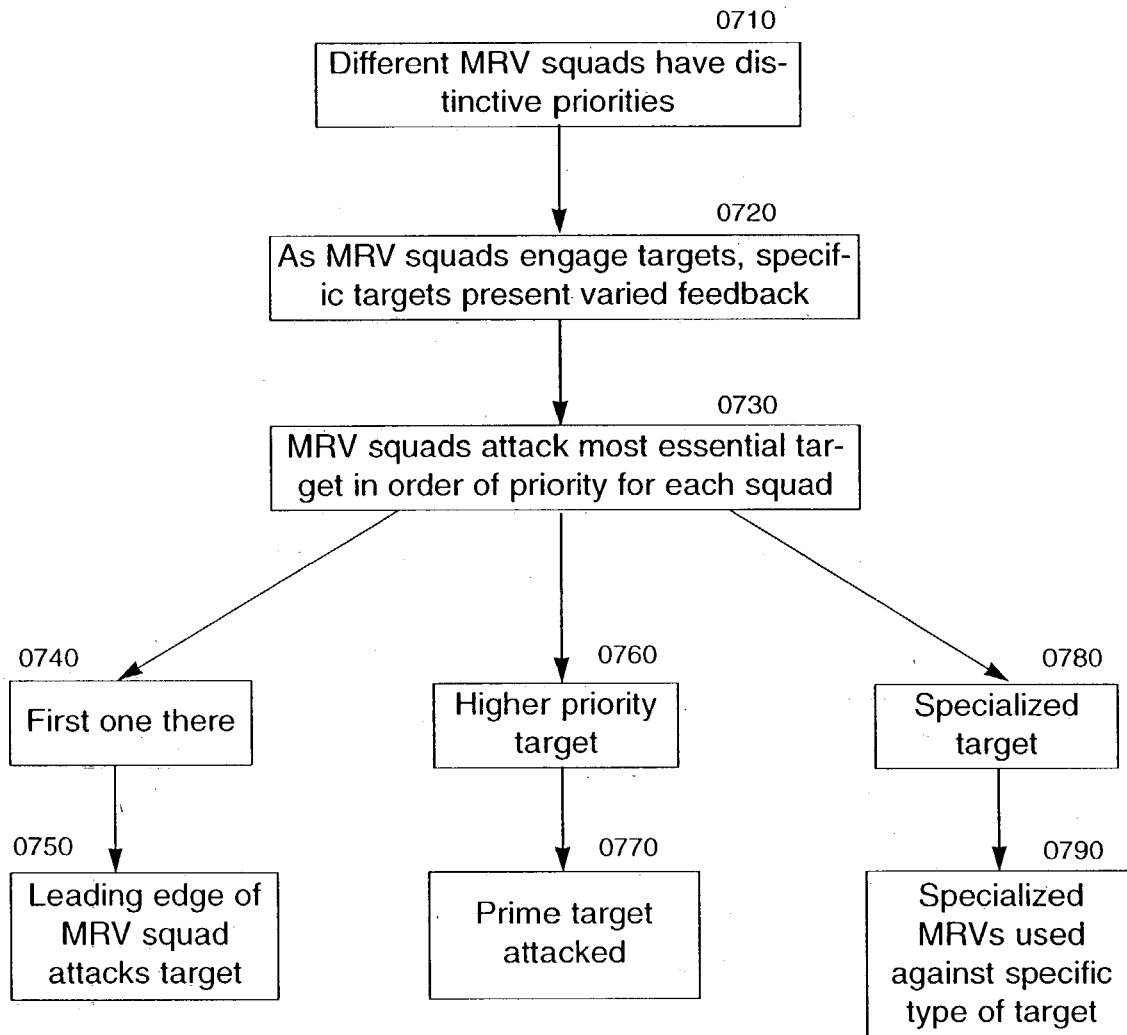 0710
Different MRV squads have dis-
tinctive priorities
0720
As MRV squads engage targets, specif-
ic targets present varied feedback
0730
MRV squads attack most essential tar-
get in order of priority for each squad
0740
First one there
0760
Higher priority
target
0780
Specialized
target
0750
Leading edge of
MRV squad
attacks target
0770
Prime target
attacked
0790
Specialized
MRVs used
against specific
type of target